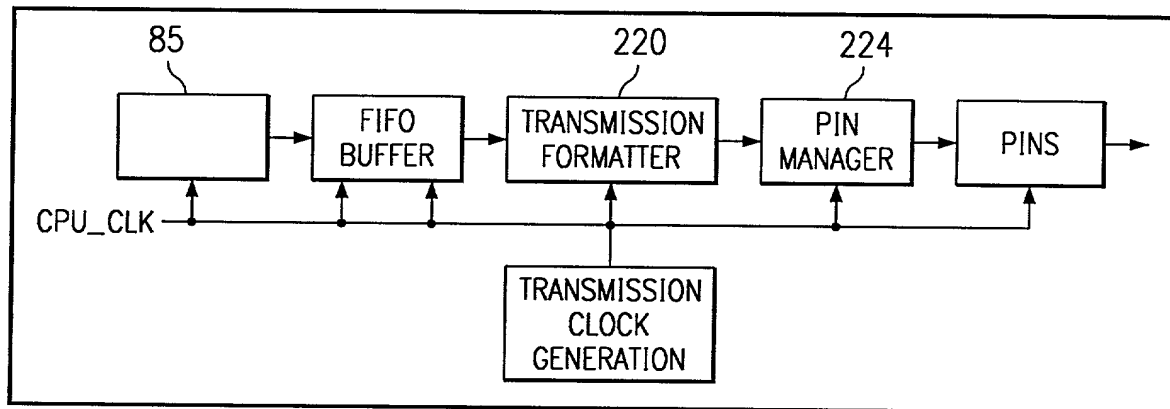 85
220
224
FIFO
BUFFER
TRANSMISSION
FORMATTER
PIN
MANAGER
PINS
CPU_CLK
TRANSMISSION
CLOCK
GENERATION